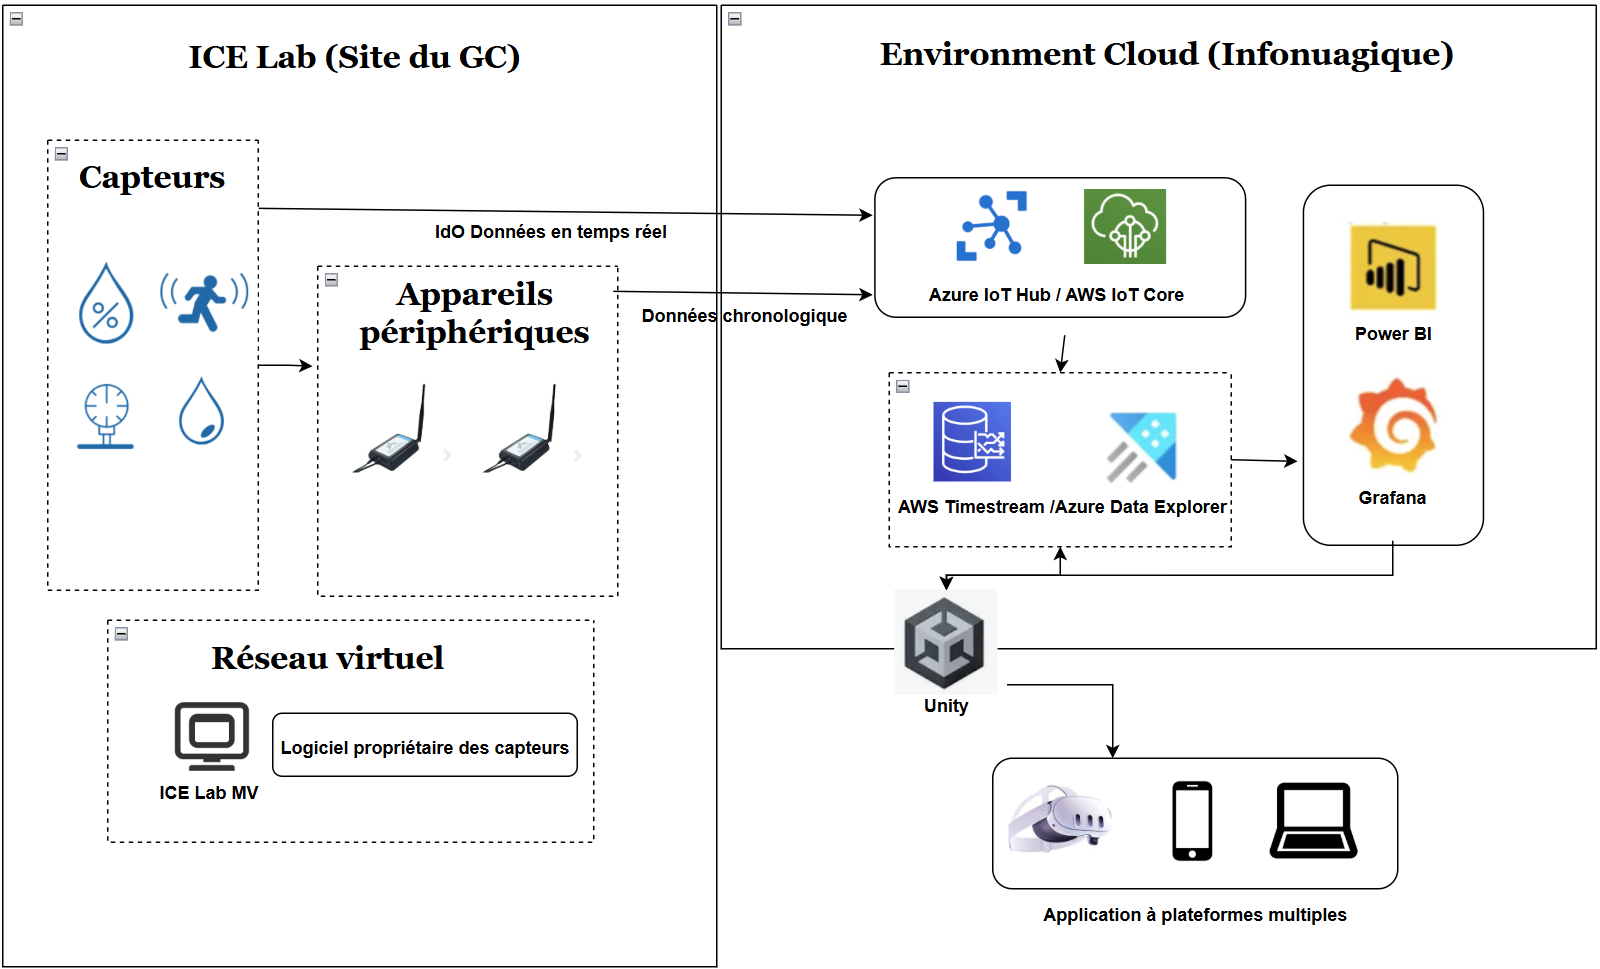 ICE Lab (Site du GC)
Capteurs
IdO Données en temps réel
Appareils
périphériques
Données chronologique
Réseau virtuel
ICE Lab MV
Logiciel propriétaire des capteurs
Environment Cloud (Infonuagique)
Azure IoT Hub / AWS IoT Core
AWS Timestream /Azure Data Explorer
Power BI
Grafana
Unity
Application à plateformes multiples